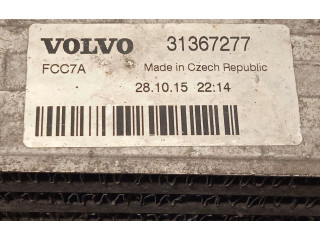 VOLVO 31367277
FCC7A Made in Czech Republic
28.10.15 22:14